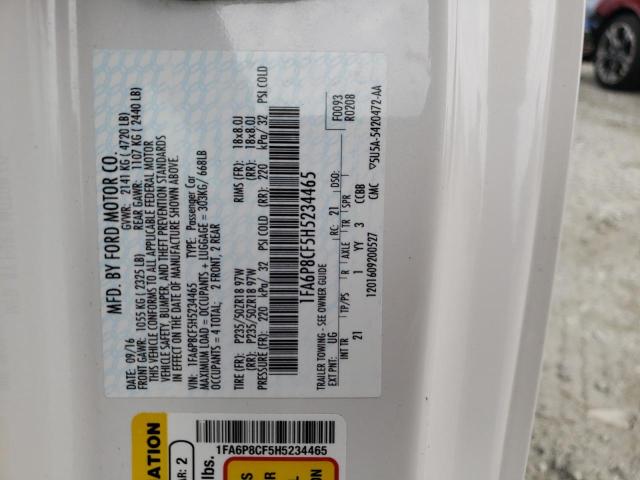 MFD. BY FORD MOTOR CO.
DATE: 09/16 GVWR: 2141 KG ( 4720 LB)
FRONT GAWR: 1055 KG ( 2325 LB) REAR GAWR: 1107 KG ( 2440 LB)
THIS VEHICLE CONFORMS TO ALL APPLICABLE FEDERAL MOTOR
VEHICLE SAFETY, BUMPER, AND THEFT PREVENTION STANDARDS
IN EFFECT ON THE DATE OF MANUFACTURE SHOWN ABOVE.
VIN: 1FA6P8CF5H5234465 TYPE: Passenger Car
MAXIMUM LOAD = OCCUPANTS + LUGGAGE = 303KG/ 668LB
OCCUPANTS = 4 TOTAL; 2 FRONT, 2 REAR
TIRE (FR): P235/50ZR18 97W RIMS (FR): 18x8.0J
(RR): P235/50ZR18 97W (RR): 18x8.0J
PRESSURE(FR): 220 kPa/ 32 PSI COLD (RR): 220 kPa/ 32 PSI COLD
1FA6P8CF5H5234465
TRAILER TOWING - SEE OWNER GUIDE
F0093
R0208
EXT PNT: UG RC: 21 DSO:
INT TR TP/PS R AXLE TR SPR
21 1 YY 3 CCBB
1201609200527 CMC
5U5A-5420472-AA
1FA6P8CF5H5234465
ATION
AR: 2
lbs.